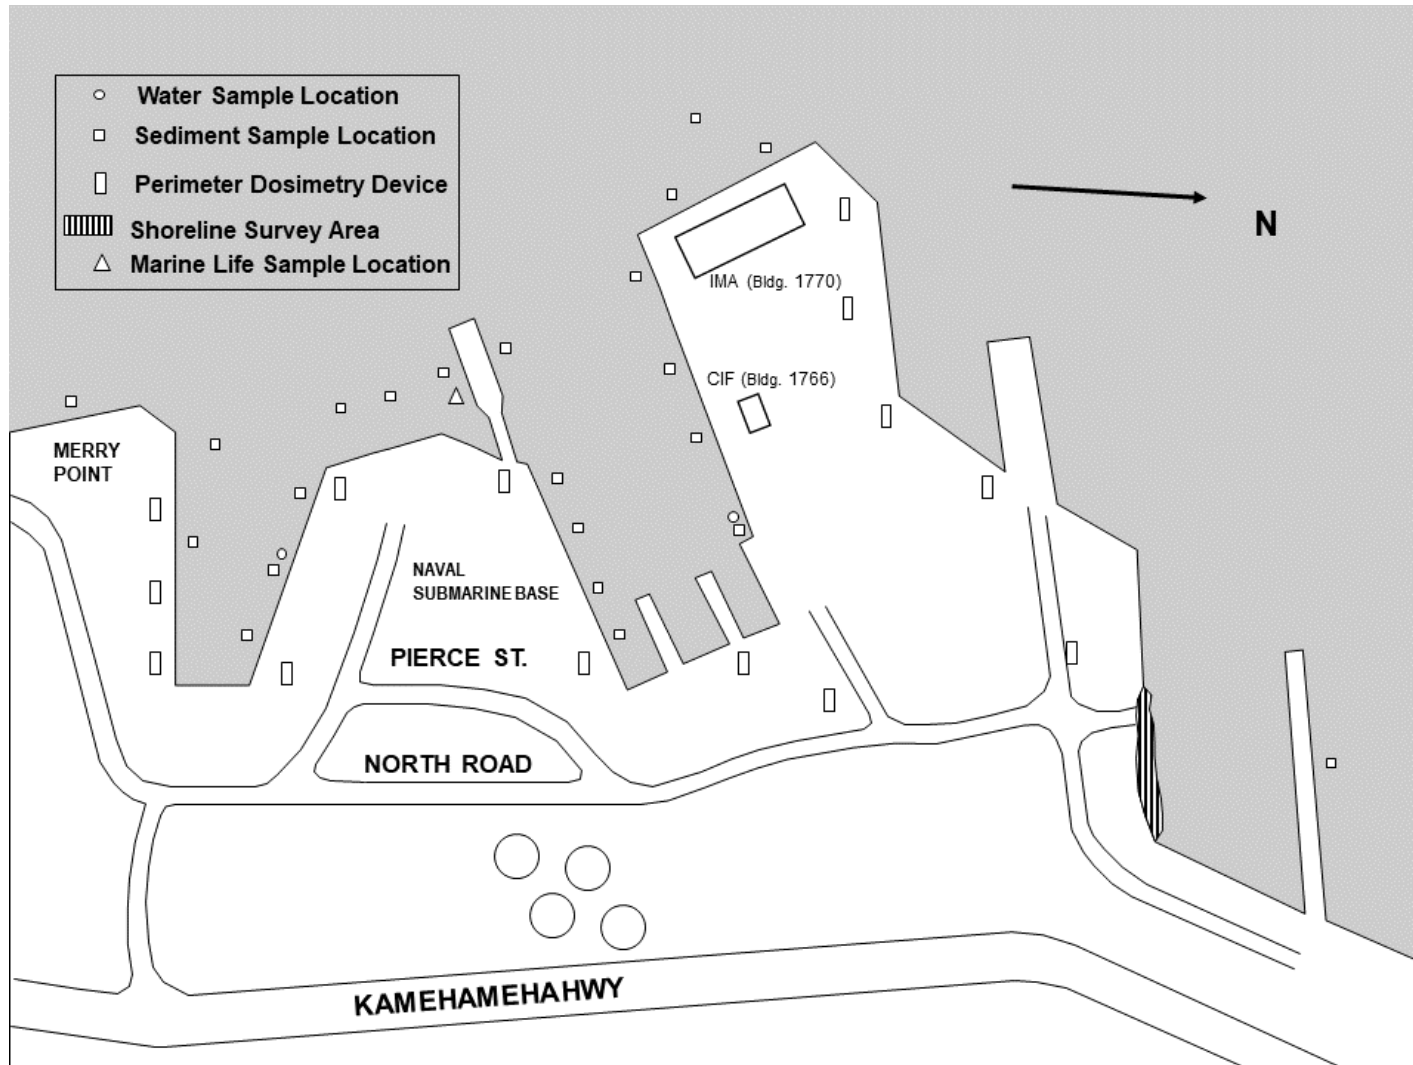 Water Sample Location
Sediment Sample Location
Perimeter Dosimetry Device
Shoreline Survey Area
Marine Life Sample Location
N
IMA (Bldg. 1770)
CIF (Bldg. 1766)
MERRY
POINT
NAVAL
SUBMARINE BASE
PIERCE ST.
NORTH ROAD
KAMEHAMEHAHWY